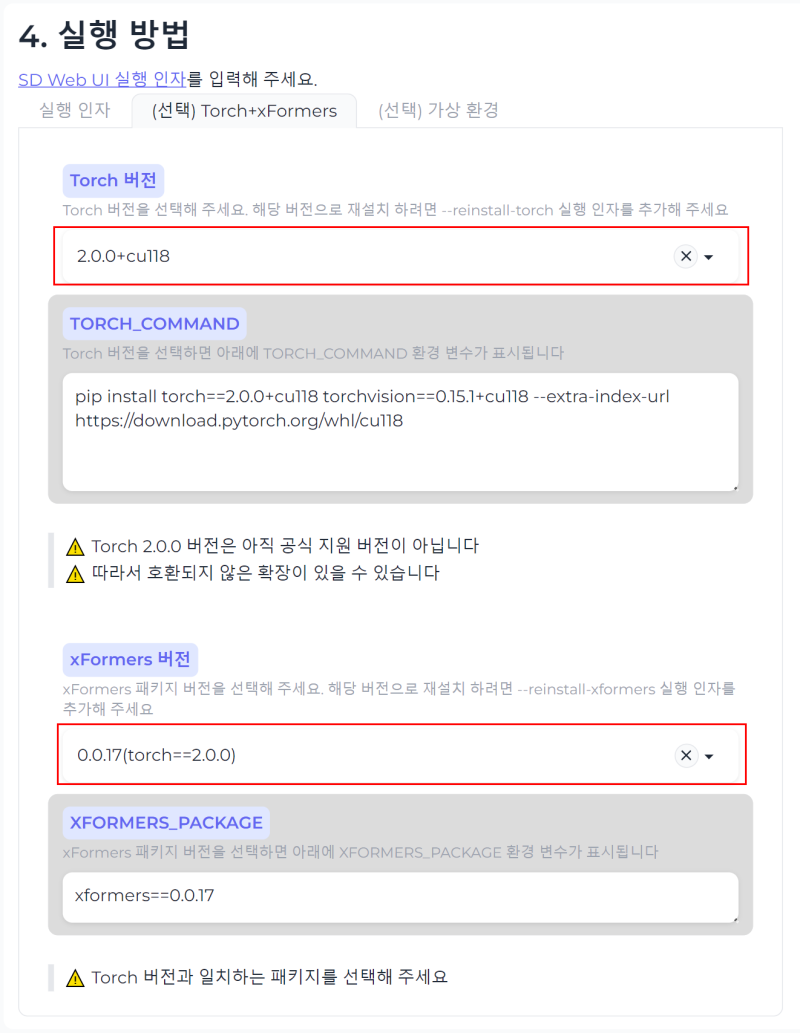 4. 실행 방법
SD Web UI 실행 인자를 입력해 주세요.
실행 인자 (선택) Torch+xFormers (선택) 가상 환경
Torch 버전
Torch 버전을 선택해 주세요. 해당 버전으로 재설치 하려면 --reinstall-torch 실행 인자를 추가해 주세요
2.0.0+cu118
TORCH_COMMAND
Torch 버전을 선택하면 아래에 TORCH_COMMAND 환경 변수가 표시됩니다
pip install torch==2.0.0+cu118 torchvision==0.15.1+cu118 --extra-index-url
https://download.pytorch.org/whl/cu118
⚠ Torch 2.0.0 버전은 아직 공식 지원 버전이 아닙니다
⚠ 따라서 호환되지 않은 확장이 있을 수 있습니다
xFormers 버전
xFormers 패키지 버전을 선택해 주세요. 해당 버전으로 재설치 하려면 --reinstall-xformers 실행 인자를
추가해 주세요
0.0.17(torch==2.0.0)
XFORMERS_PACKAGE
xFormers 패키지 버전을 선택하면 아래에 XFORMERS_PACKAGE 환경 변수가 표시됩니다
xformers==0.0.17
⚠ Torch 버전과 일치하는 패키지를 선택해 주세요